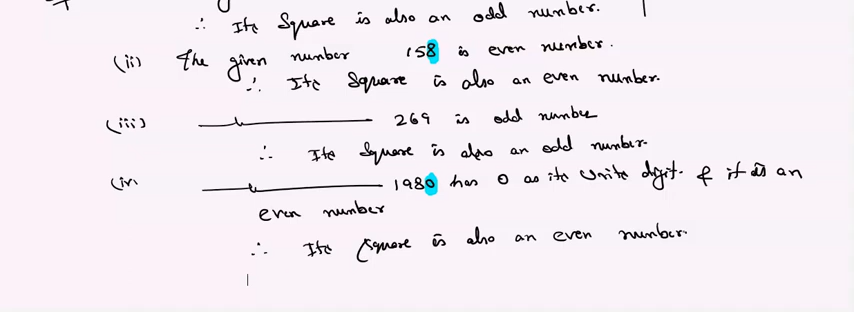 ∴ Its Square is also an odd number.
(ii) The given number 158 is even number.
∴ Its Square is also an even number.
(iii) 269 is odd number
∴ Its Square is also an odd number.
(iv 1980 has 0 as its units digit. & it is an
even number
∴ Its square is also an even number.